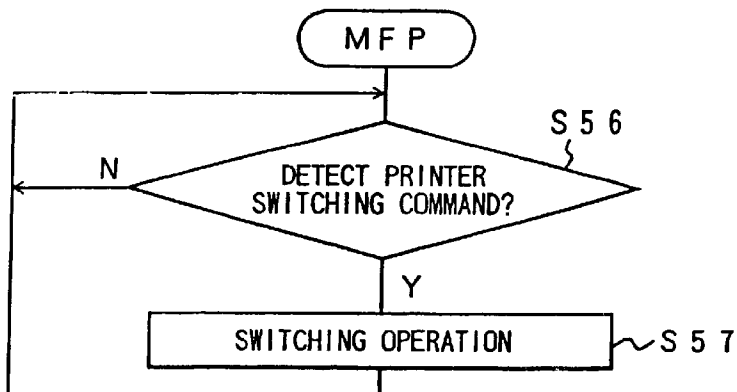 MFP
S56
N
DETECT PRINTER
SWITCHING COMMAND?
Y
SWITCHING OPERATION
S57